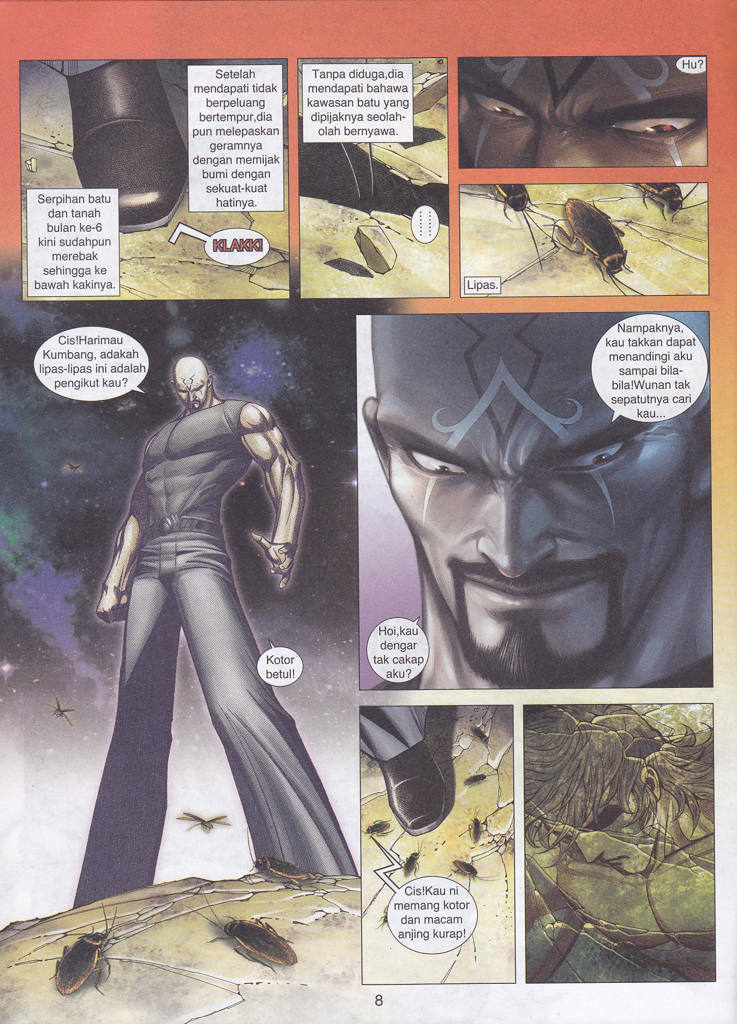 Setelah
mendapati tidak
berpeluang
bertempur,dia
pun melepaskan
geramnya
dengan memijak
bumi dengan
sekuat-kuat
hatinya.
KLAKK!
Serpihan batu
dan tanah
bulan ke-6
kini sudahpun
merebak
sehingga ke
bawah kakinya.
Tanpa diduga,dia
mendapati bahawa
kawasan batu yang
dipijaknya seolah-
olah bernyawa.
Hu?
Lipas.
Cis!Harimau
Kumbang, adakah
lipas-lipas ini adalah
pengikut kau?
Kotor
betul!
Nampaknya,
kau takkan dapat
menandingi aku
sampai bila-
bila!Wunan tak
sepatutnya cari
kau...
Hoi,kau
dengar
tak cakap
aku?
Cis!Kau ni
memang kotor
dan macam
anjing kurap!
8